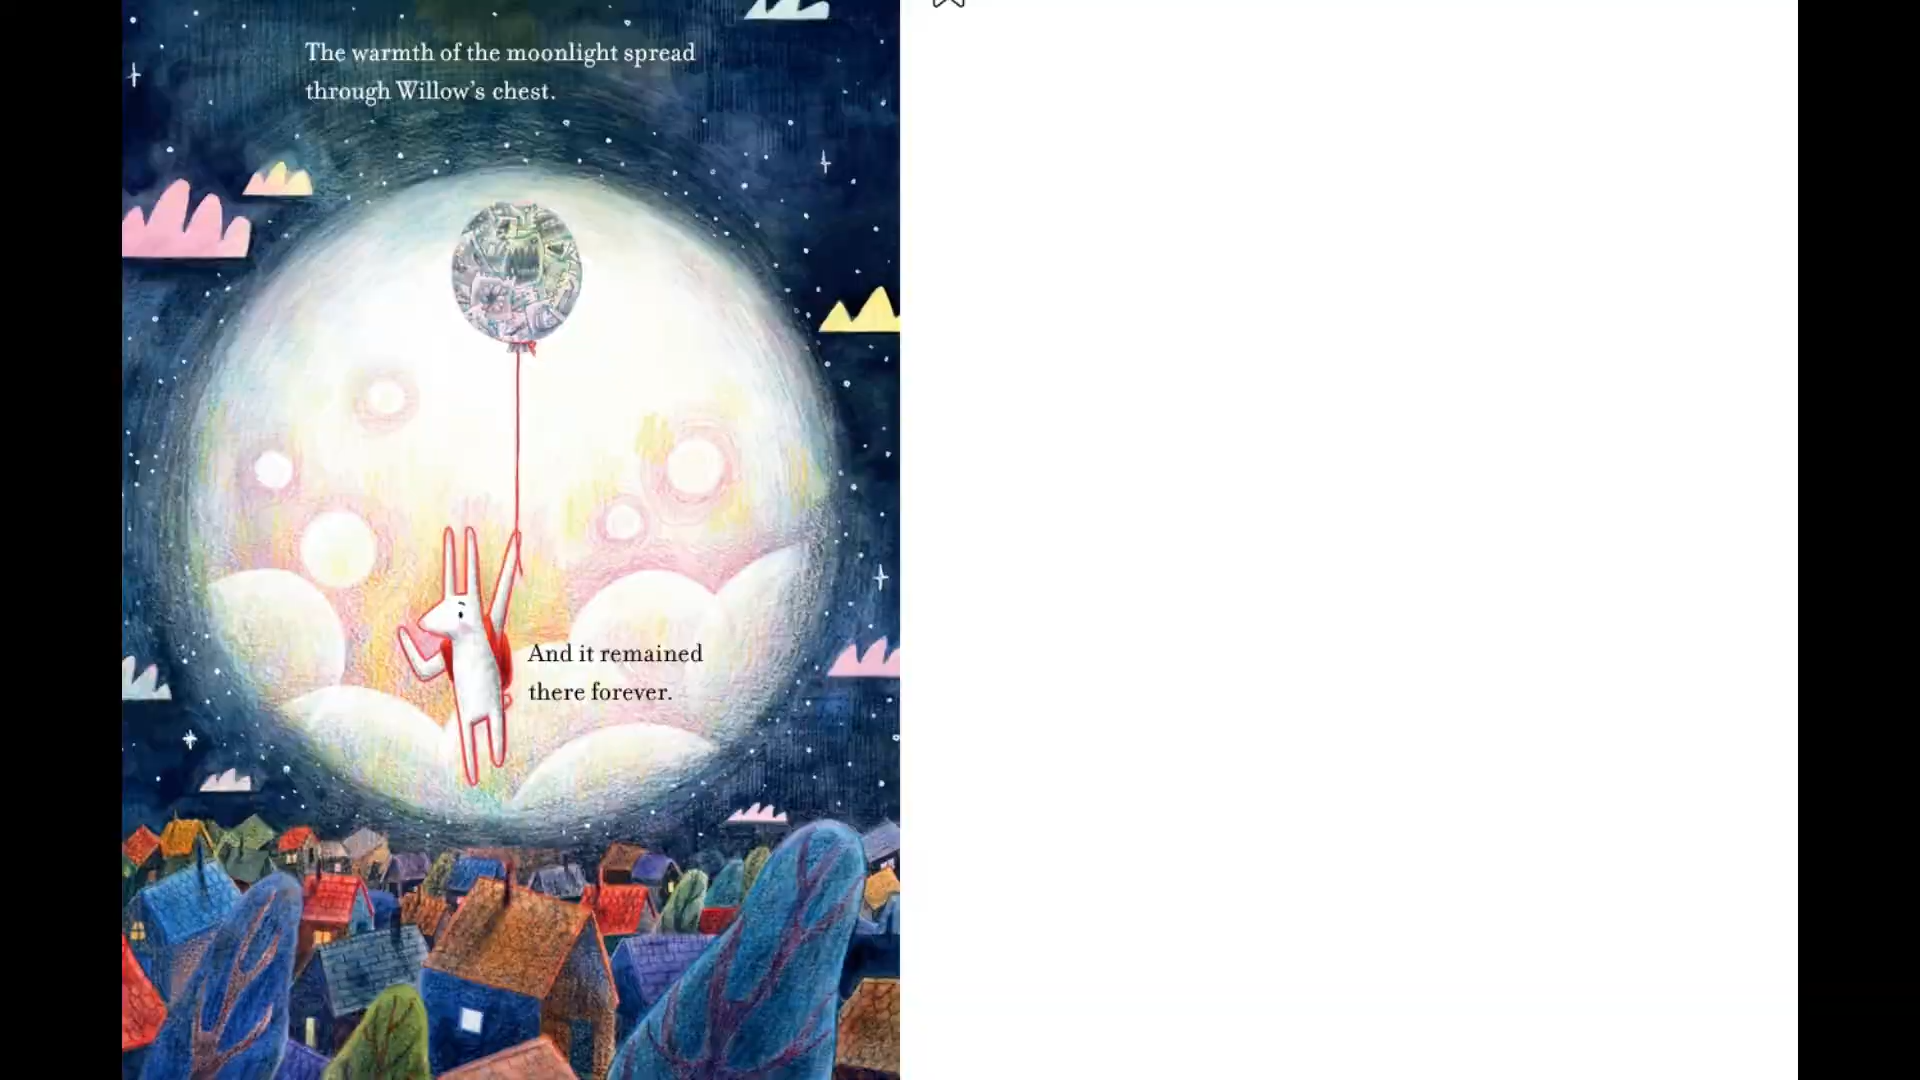 The warmth of the moonlight spread
through Willow's chest.
And it remained
there forever.